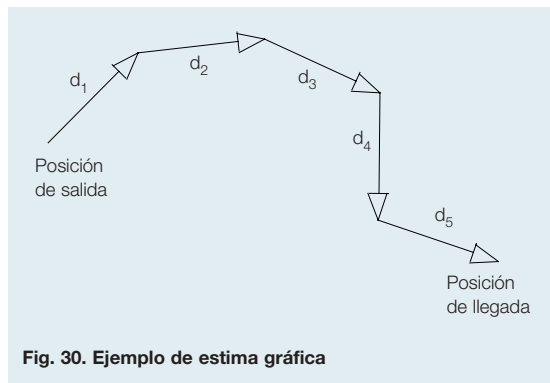 d1
d2
d3
d4
d5
Posición
de salida
Posición
de llegada
Fig. 30. Ejemplo de estima gráfica